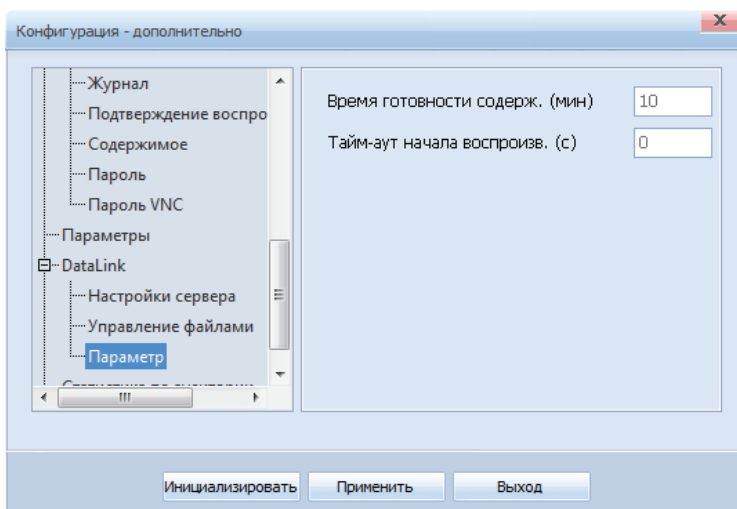 Конфигурация - дополнительно
Журнал
Подтверждение воспро
Содержимое
Пароль
Пароль VNC
Параметры
DataLink
Настройки сервера
Управление файлами
Параметр
Время готовности содерж. (мин) 10
Тайм-аут начала воспроизв. (с) 0
Инициализировать Применить Выход